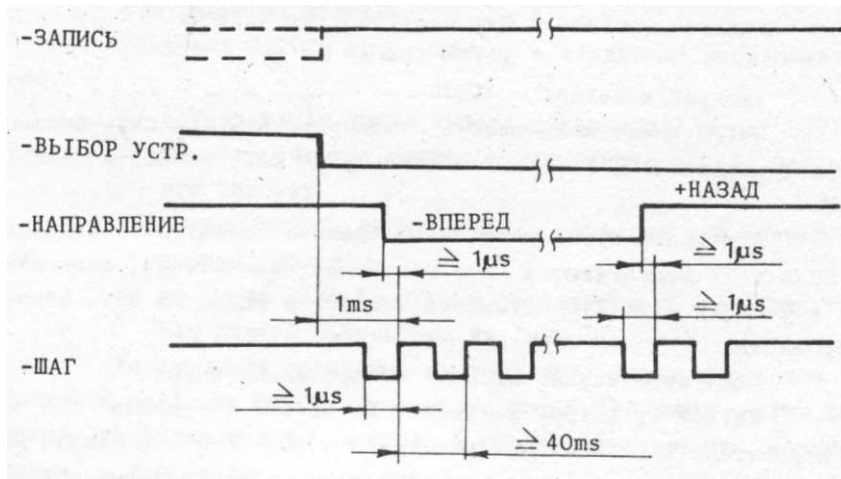 -ЗАПИСЬ
-ВЫБОР УСТР.
+НАЗАД
-НАПРАВЛЕНИЕ
-ВПЕРЕД
≥ 1µs
≥ 1µs
1ms
≥ 1µs
-ШАГ
≥ 1µs
≥ 40ms